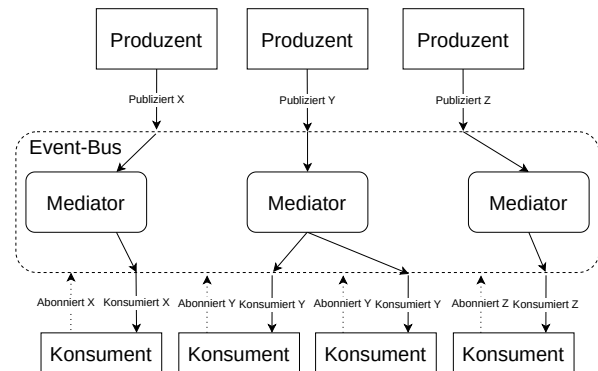 Produzent
Produzent
Produzent
Publiziert X
Publiziert Y
Publiziert Z
Event-Bus
Mediator
Mediator
Mediator
Abonniert X
Konsumiert X
Abonniert Y
Konsumiert Y
Abonniert Y
Konsumiert Y
Abonniert Z
Konsumiert Z
Konsument
Konsument
Konsument
Konsument